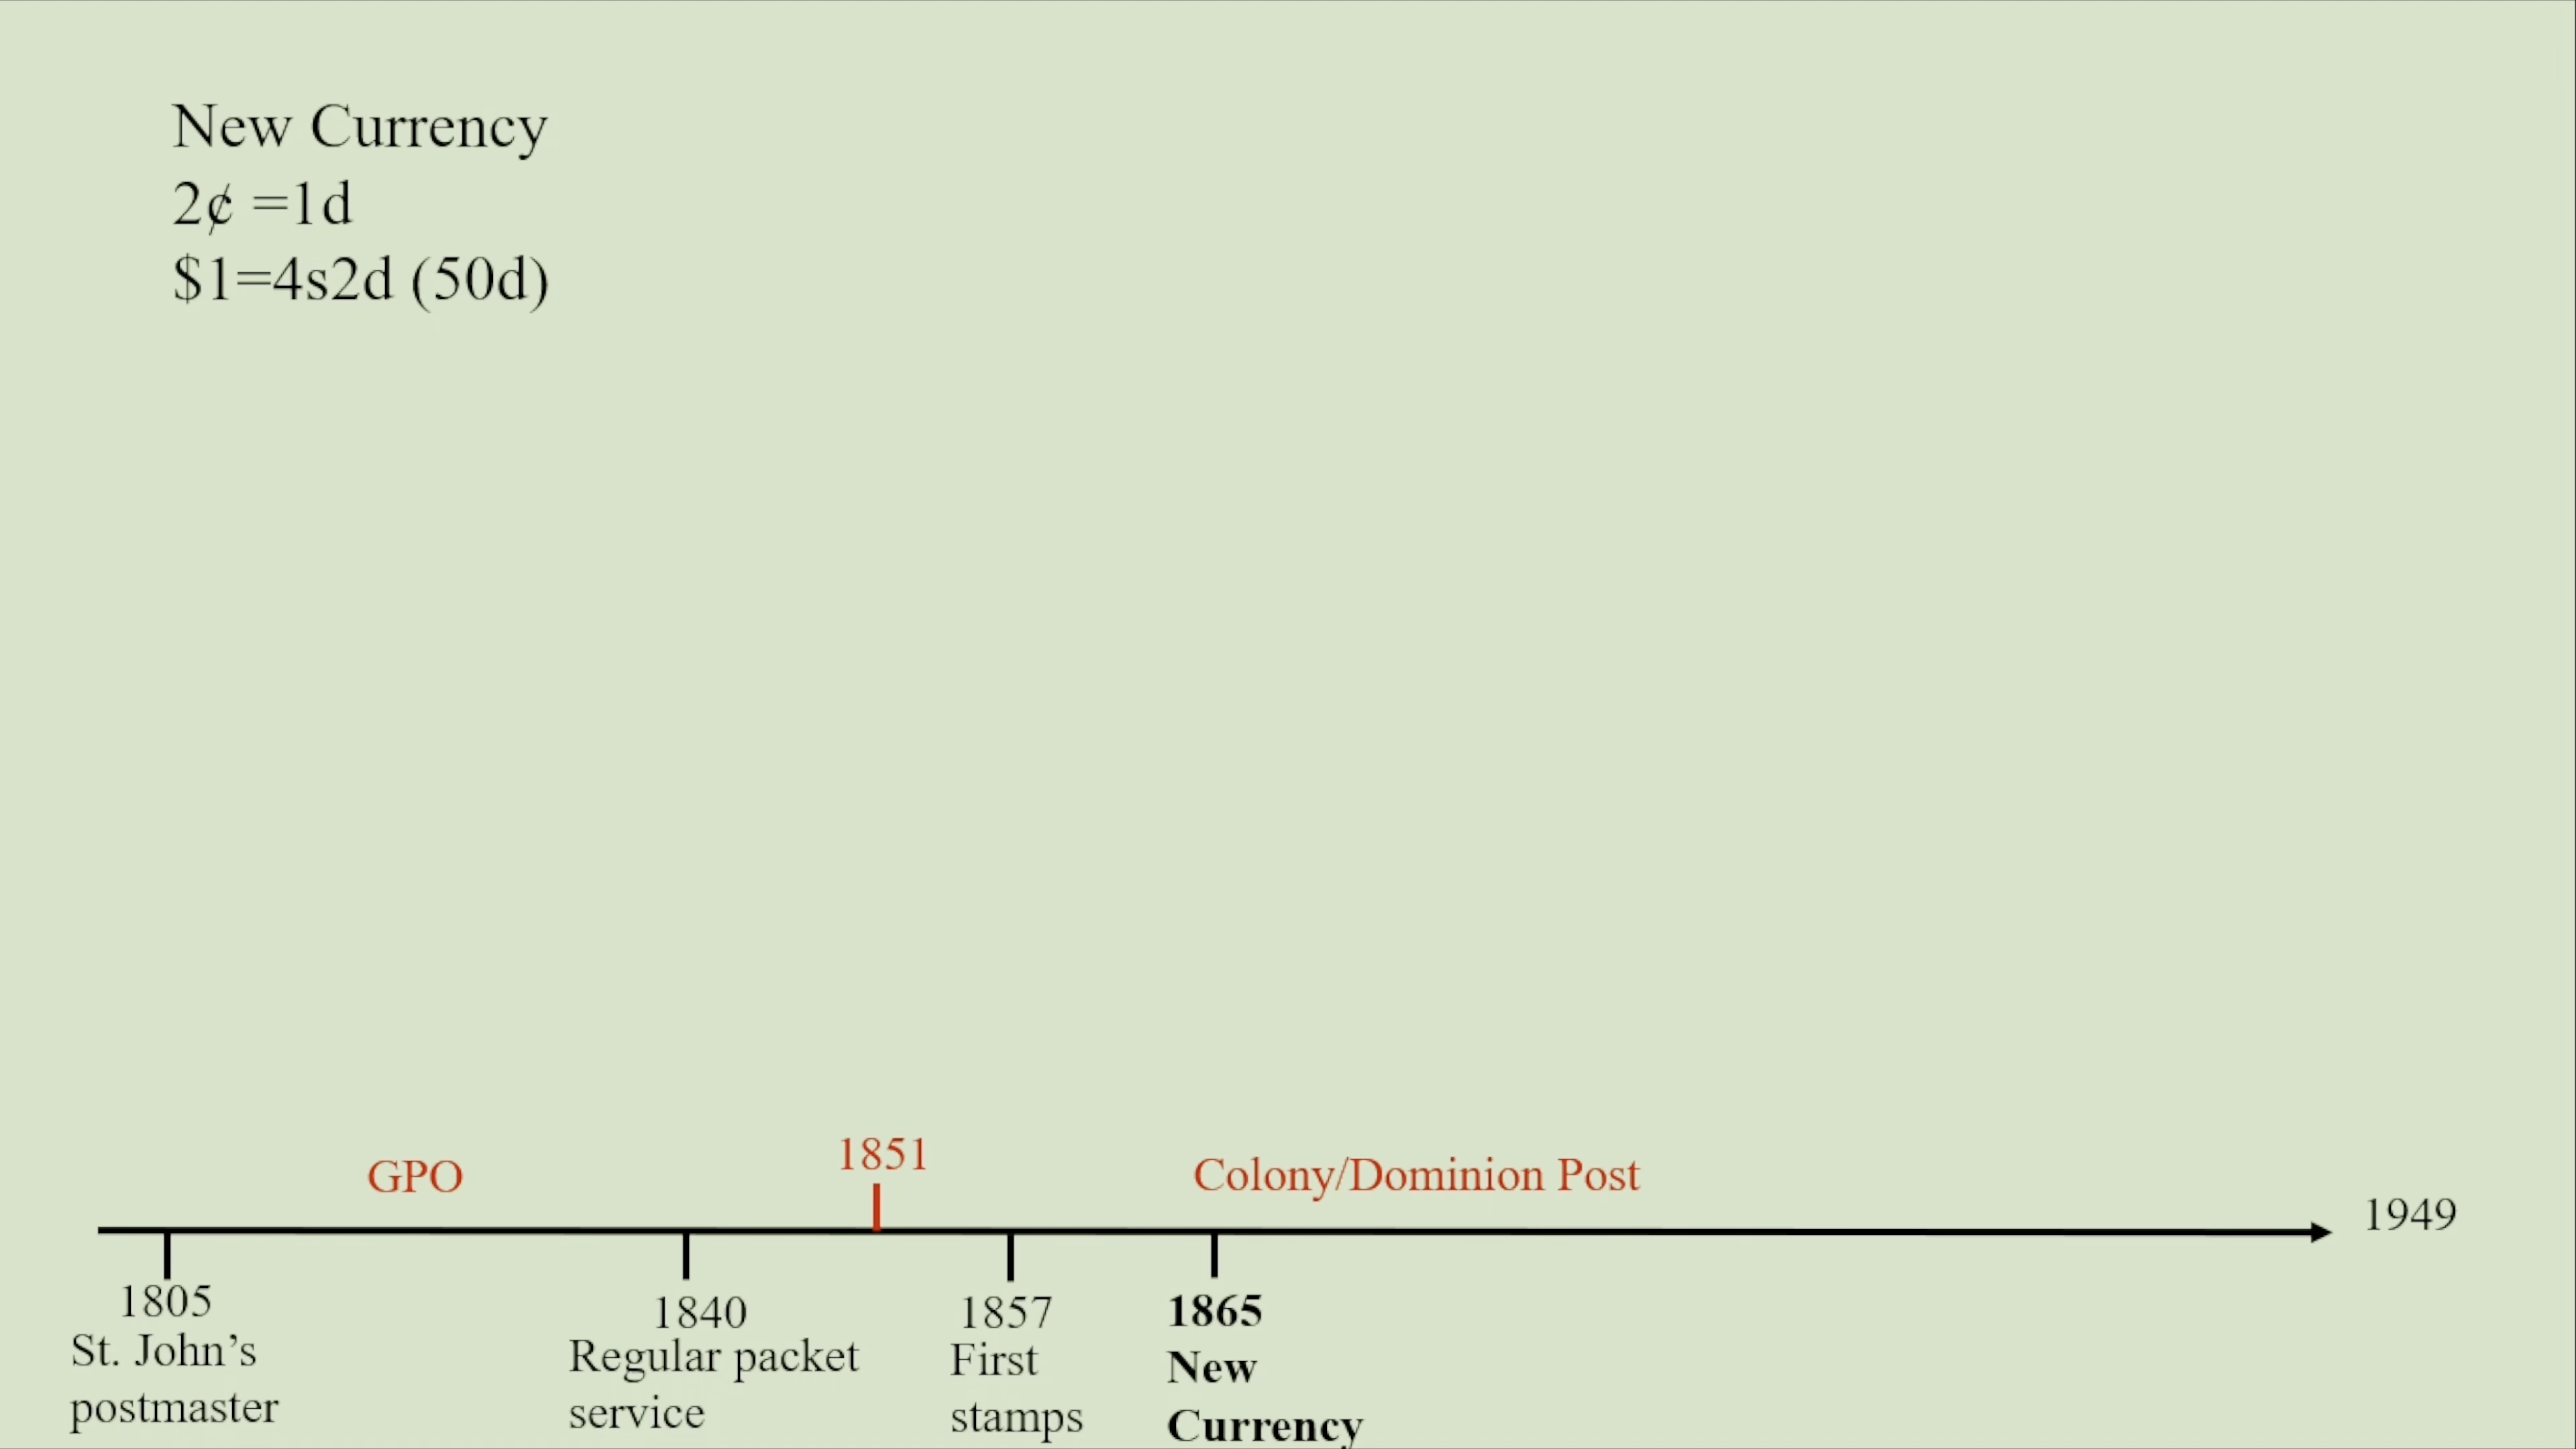 New Currency
2¢ =1d
$1=4s2d (50d)
GPO
1851
Colony/Dominion Post
1949
1805
St. John’s
postmaster
1840
Regular packet
service
1857
First
stamps
1865
New
Currency